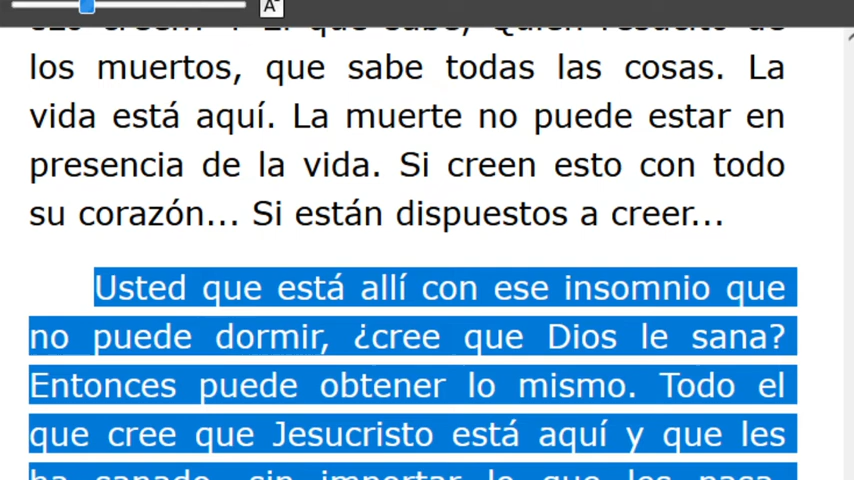 A
los muertos, que sabe todas las cosas. La
vida está aquí. La muerte no puede estar en
presencia de la vida. Si creen esto con todo
su corazón... Si están dispuestos a creer...
Usted que está allí con ese insomnio que
no puede dormir, ¿cree que Dios le sana?
Entonces puede obtener lo mismo. Todo el
que cree que Jesucristo está aquí y que les